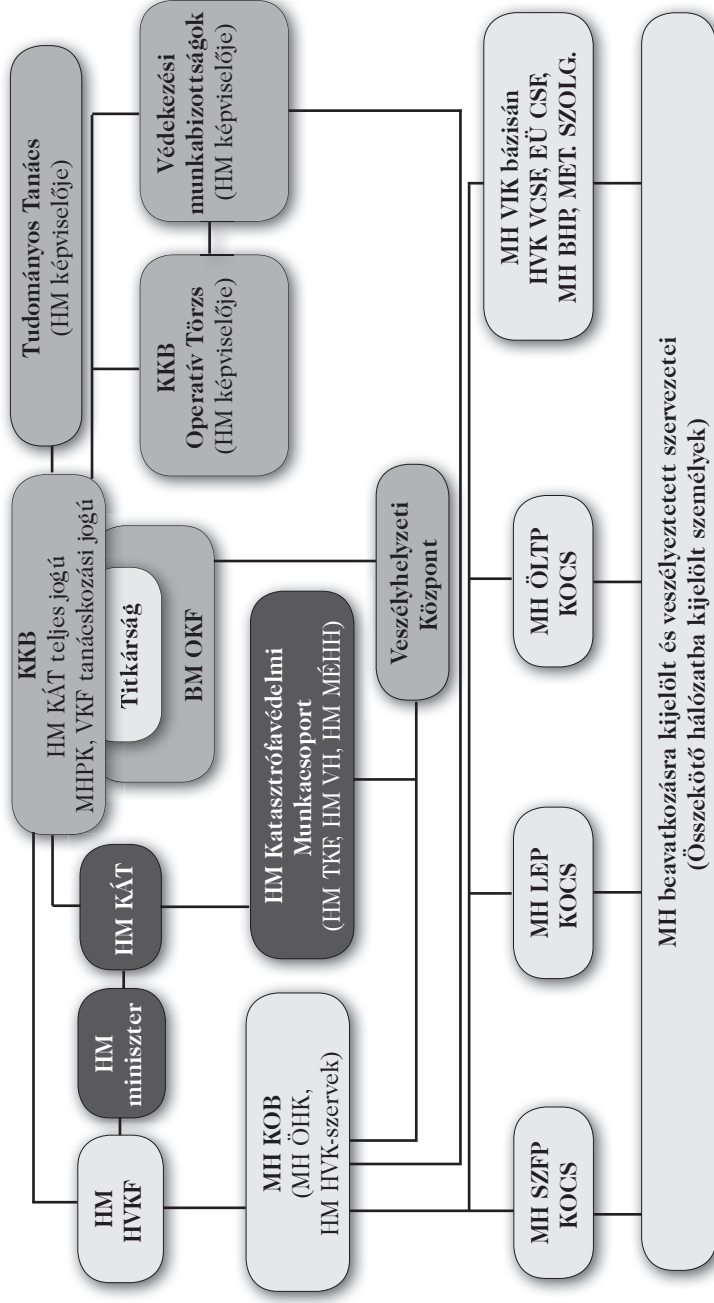 KKB
HM KÁT teljes jogú
MHPK, VKF tanácskozási jogú
Tudományos Tanács
(HM képviselője)
Titkárság
BM OKF
HM
HVKF
HM
miniszter
HM KÁT
KKB
Operatív Törzs
(HM képviselője)
Védekezési
munkabizottságok
(HM képviselője)
MH KOB
(MH ÖHK,
HM HVK-szervek)
HM Katasztrófavédelmi
Munkacsoport
(HM TKF, HM VH, HM MÉHH)
Veszélyhelyzeti
Központ
MH SZFP
KOCS
MH LEP
KOCS
MH ÖLTP
KOCS
MH VIK bázisán
HVK VCSF, EÜ CSF,
MH BHP, MET. SZOLG.
MH beavatkozásra kijelölt és veszélyeztetett szervezetei
(Összekötő hálózatba kijelölt személyek)